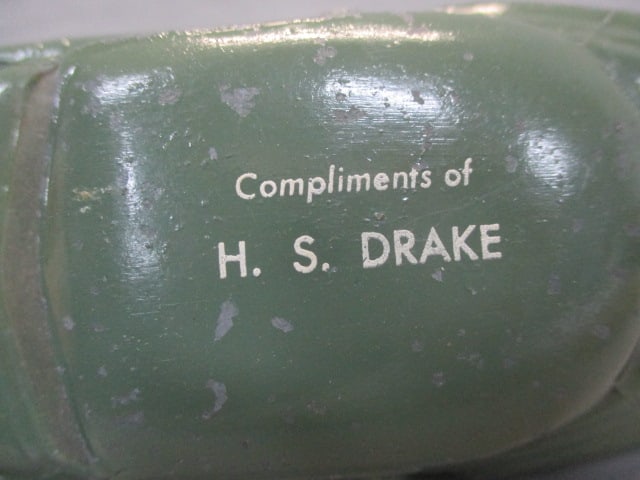 Compliments of
H. S. DRAKE